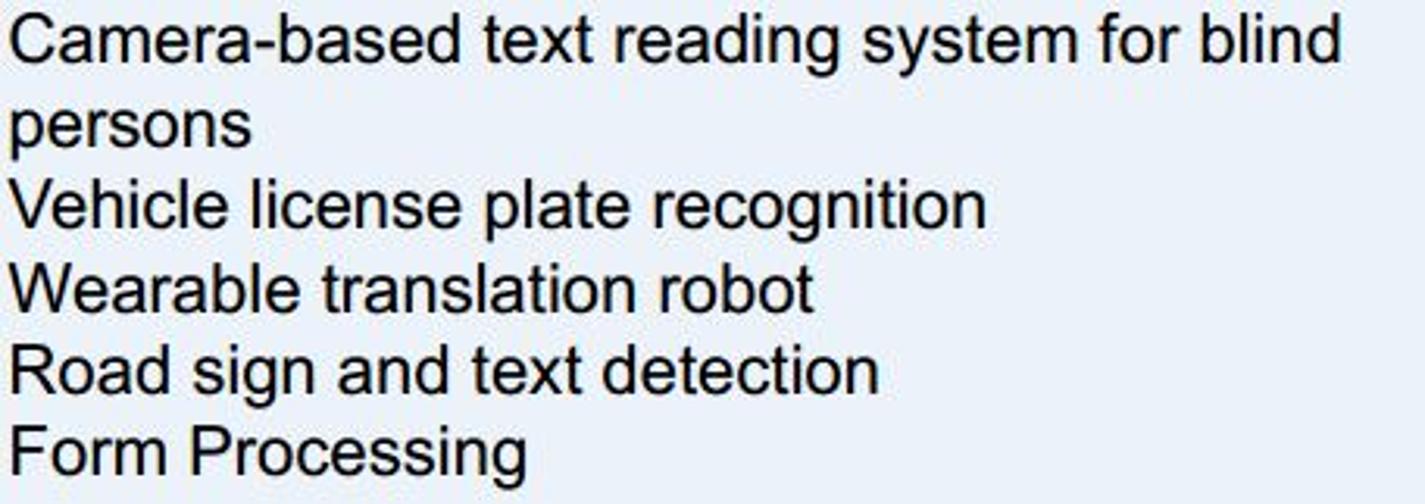 Camera-based text reading system for blind
persons
Vehicle license plate recognition
Wearable translation robot
Road sign and text detection
Form Processing